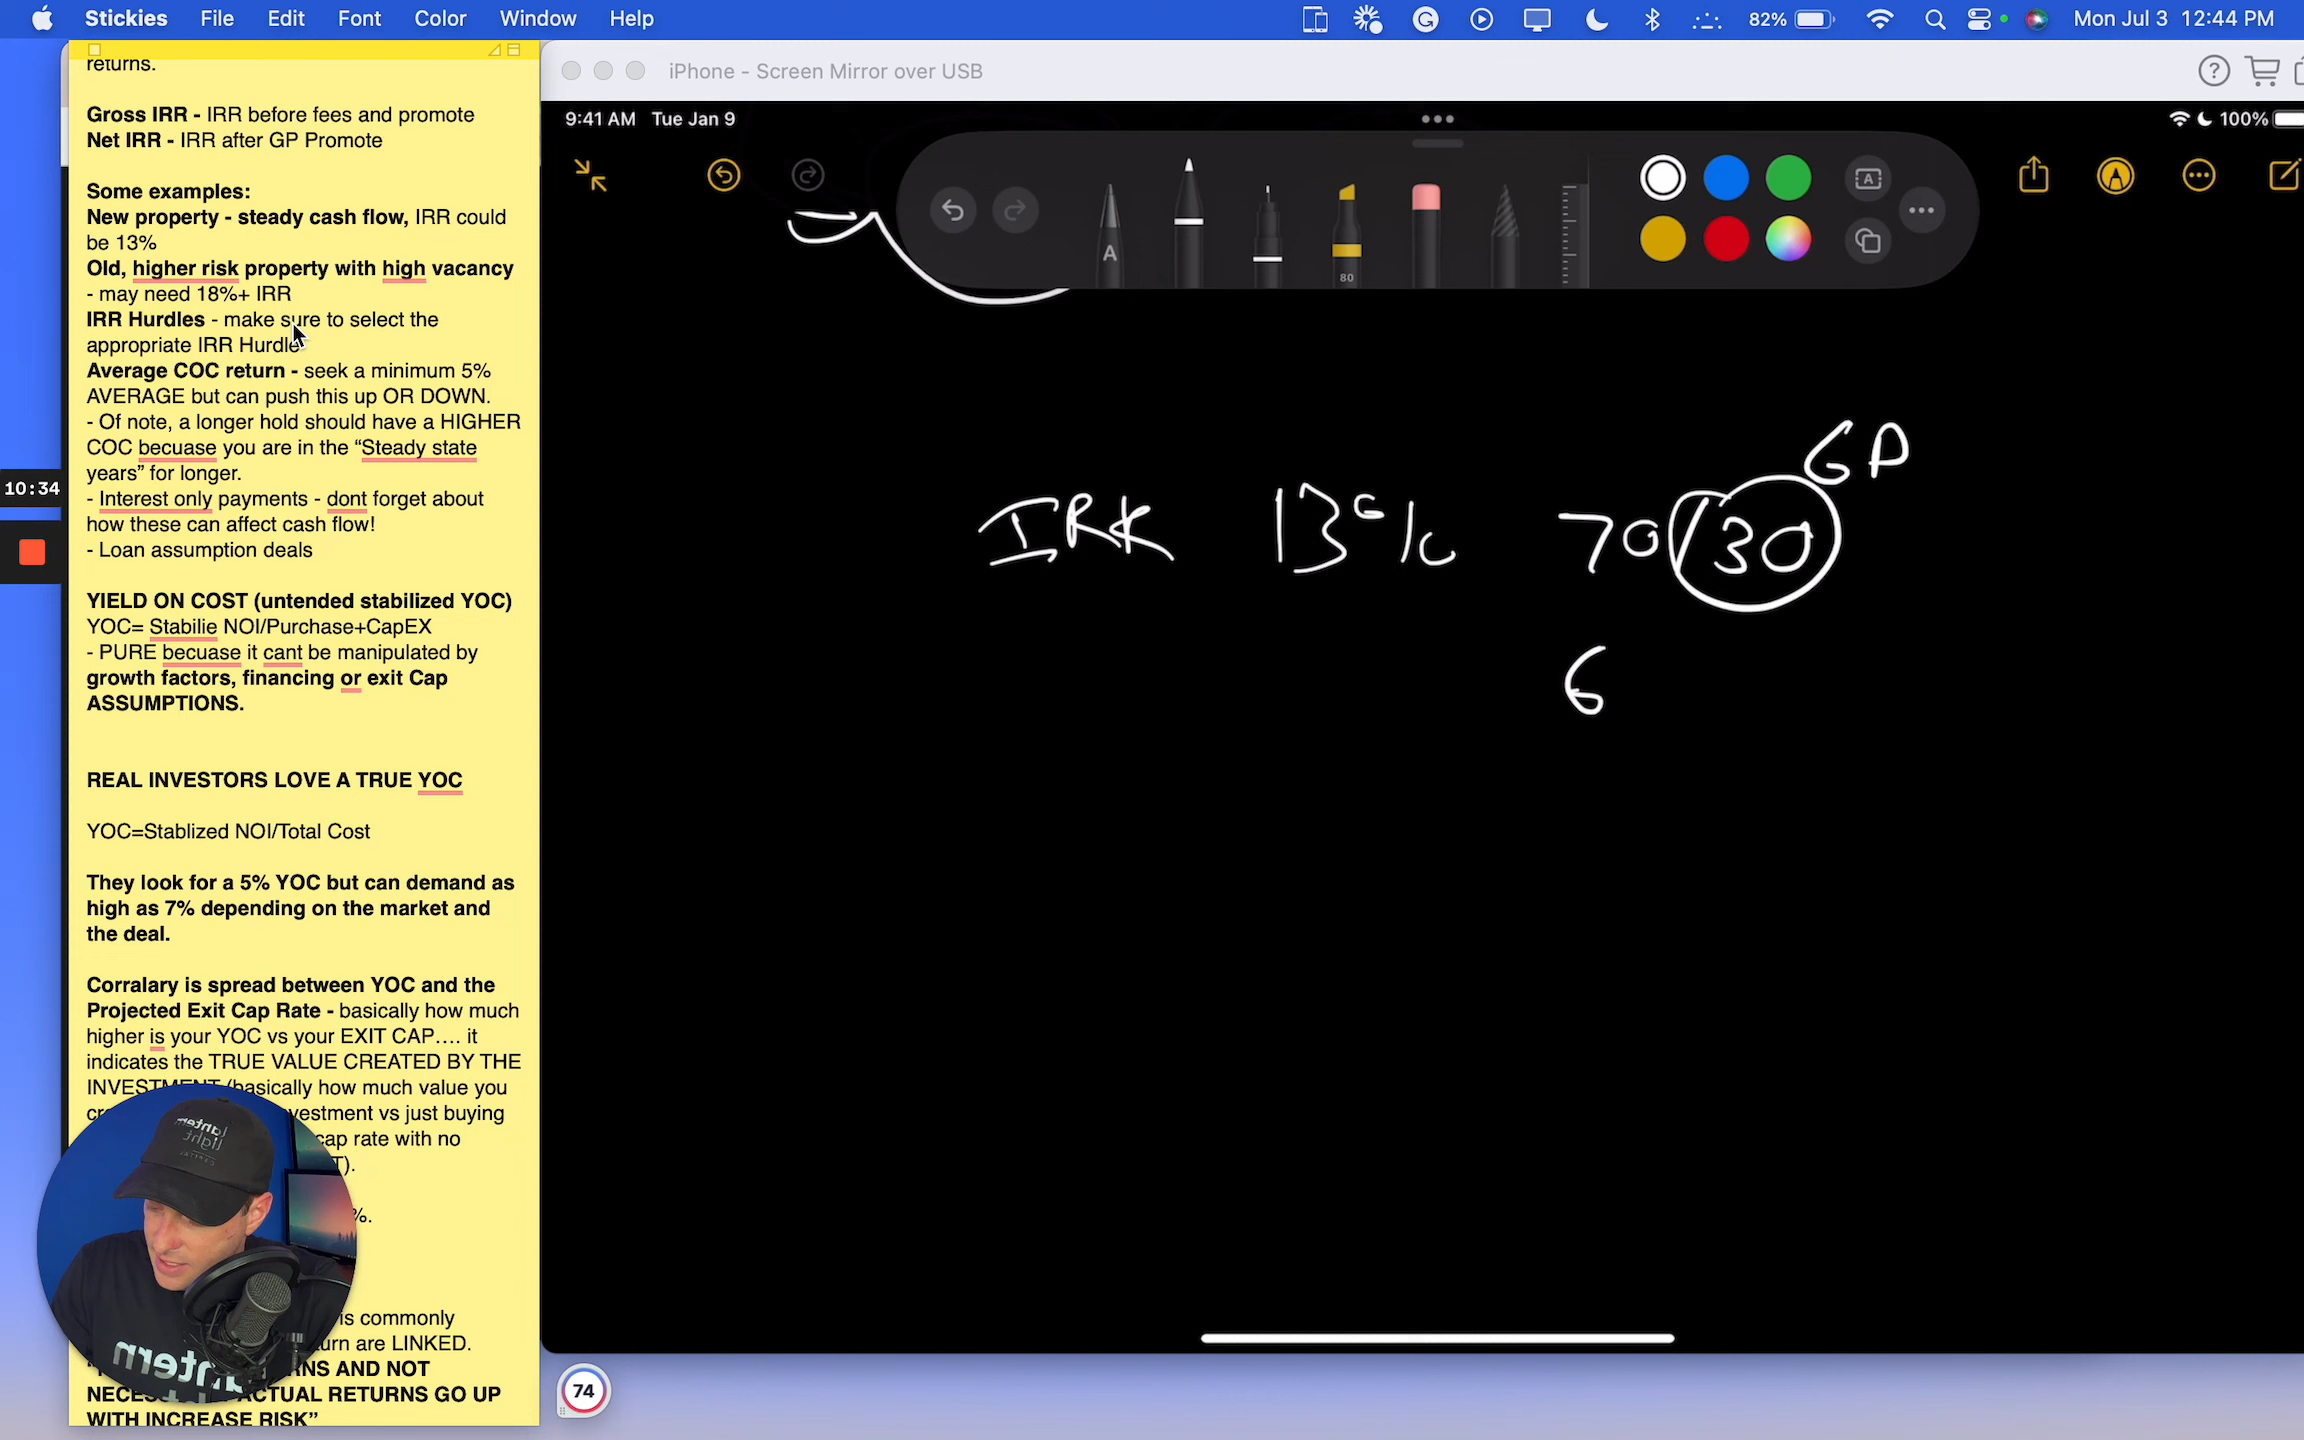 Stickies File Edit Font Color Window Help 82% Mon Jul 3 12:44 PM
returns.
Gross IRR - IRR before fees and promote
Net IRR - IRR after GP Promote
Some examples:
New property - steady cash flow, IRR could
be 13%
Old, higher risk property with high vacancy
- may need 18%+ IRR
IRR Hurdles - make sure to select the
appropriate IRR Hurdle
Average COC return - seek a minimum 5%
AVERAGE but can push this up OR DOWN.
- Of note, a longer hold should have a HIGHER
COC becuase you are in the “Steady state
years” for longer.
- Interest only payments - dont forget about
how these can affect cash flow!
- Loan assumption deals
YIELD ON COST (untended stabilized YOC)
YOC= Stabilie NOI/Purchase+CapEX
- PURE becuase it cant be manipulated by
growth factors, financing or exit Cap
ASSUMPTIONS.
REAL INVESTORS LOVE A TRUE YOC
YOC=Stablized NOI/Total Cost
They look for a 5% YOC but can demand as
high as 7% depending on the market and
the deal.
Corralary is spread between YOC and the
Projected Exit Cap Rate - basically how much
higher is your YOC vs your EXIT CAP.... it
indicates the TRUE VALUE CREATED BY THE
INVESTMENT (basically how much value you
vestment vs just buying
cap rate with no
T).
%.
is commonly
urn are LINKED.
RNS AND NOT
ACTUAL RETURNS GO UP
WITH INCREASE RISK”
10:34
lantern
light
CAPITAL
lantern
iPhone - Screen Mirror over USB
9:41 AM Tue Jan 9 100%
A 80 A
GP
IRR 13% 70/30
6
74